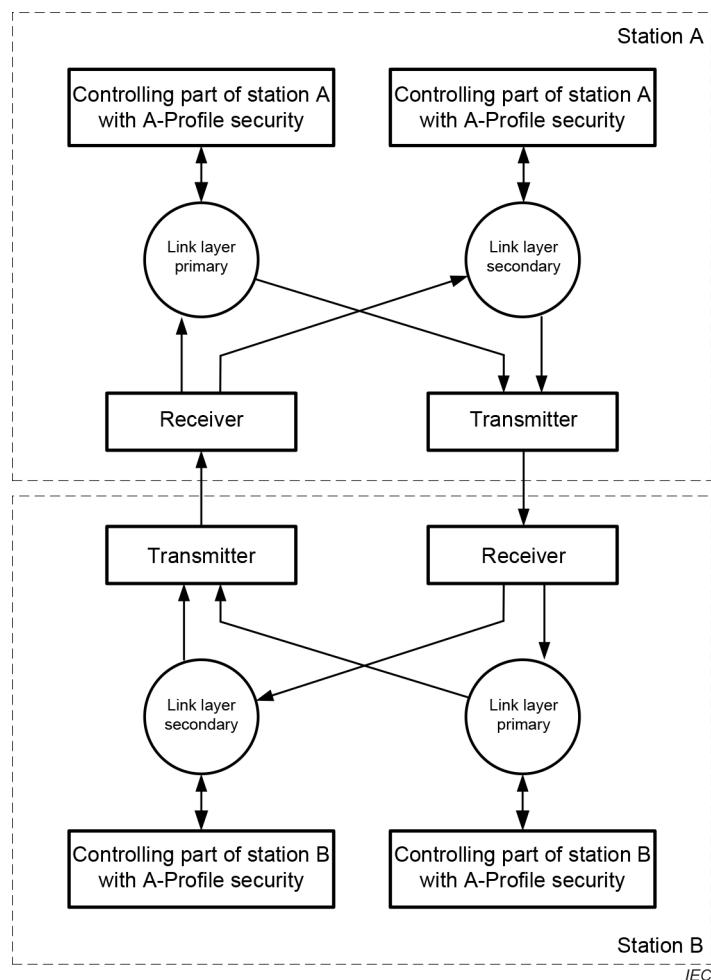 Station A
Controlling part of station A
with A-Profile security
Controlling part of station A
with A-Profile security
Link layer
primary
Link layer
secondary
Receiver
Transmitter
Transmitter
Receiver
Link layer
secondary
Link layer
primary
Controlling part of station B
with A-Profile security
Controlling part of station B
with A-Profile security
Station B
IEC